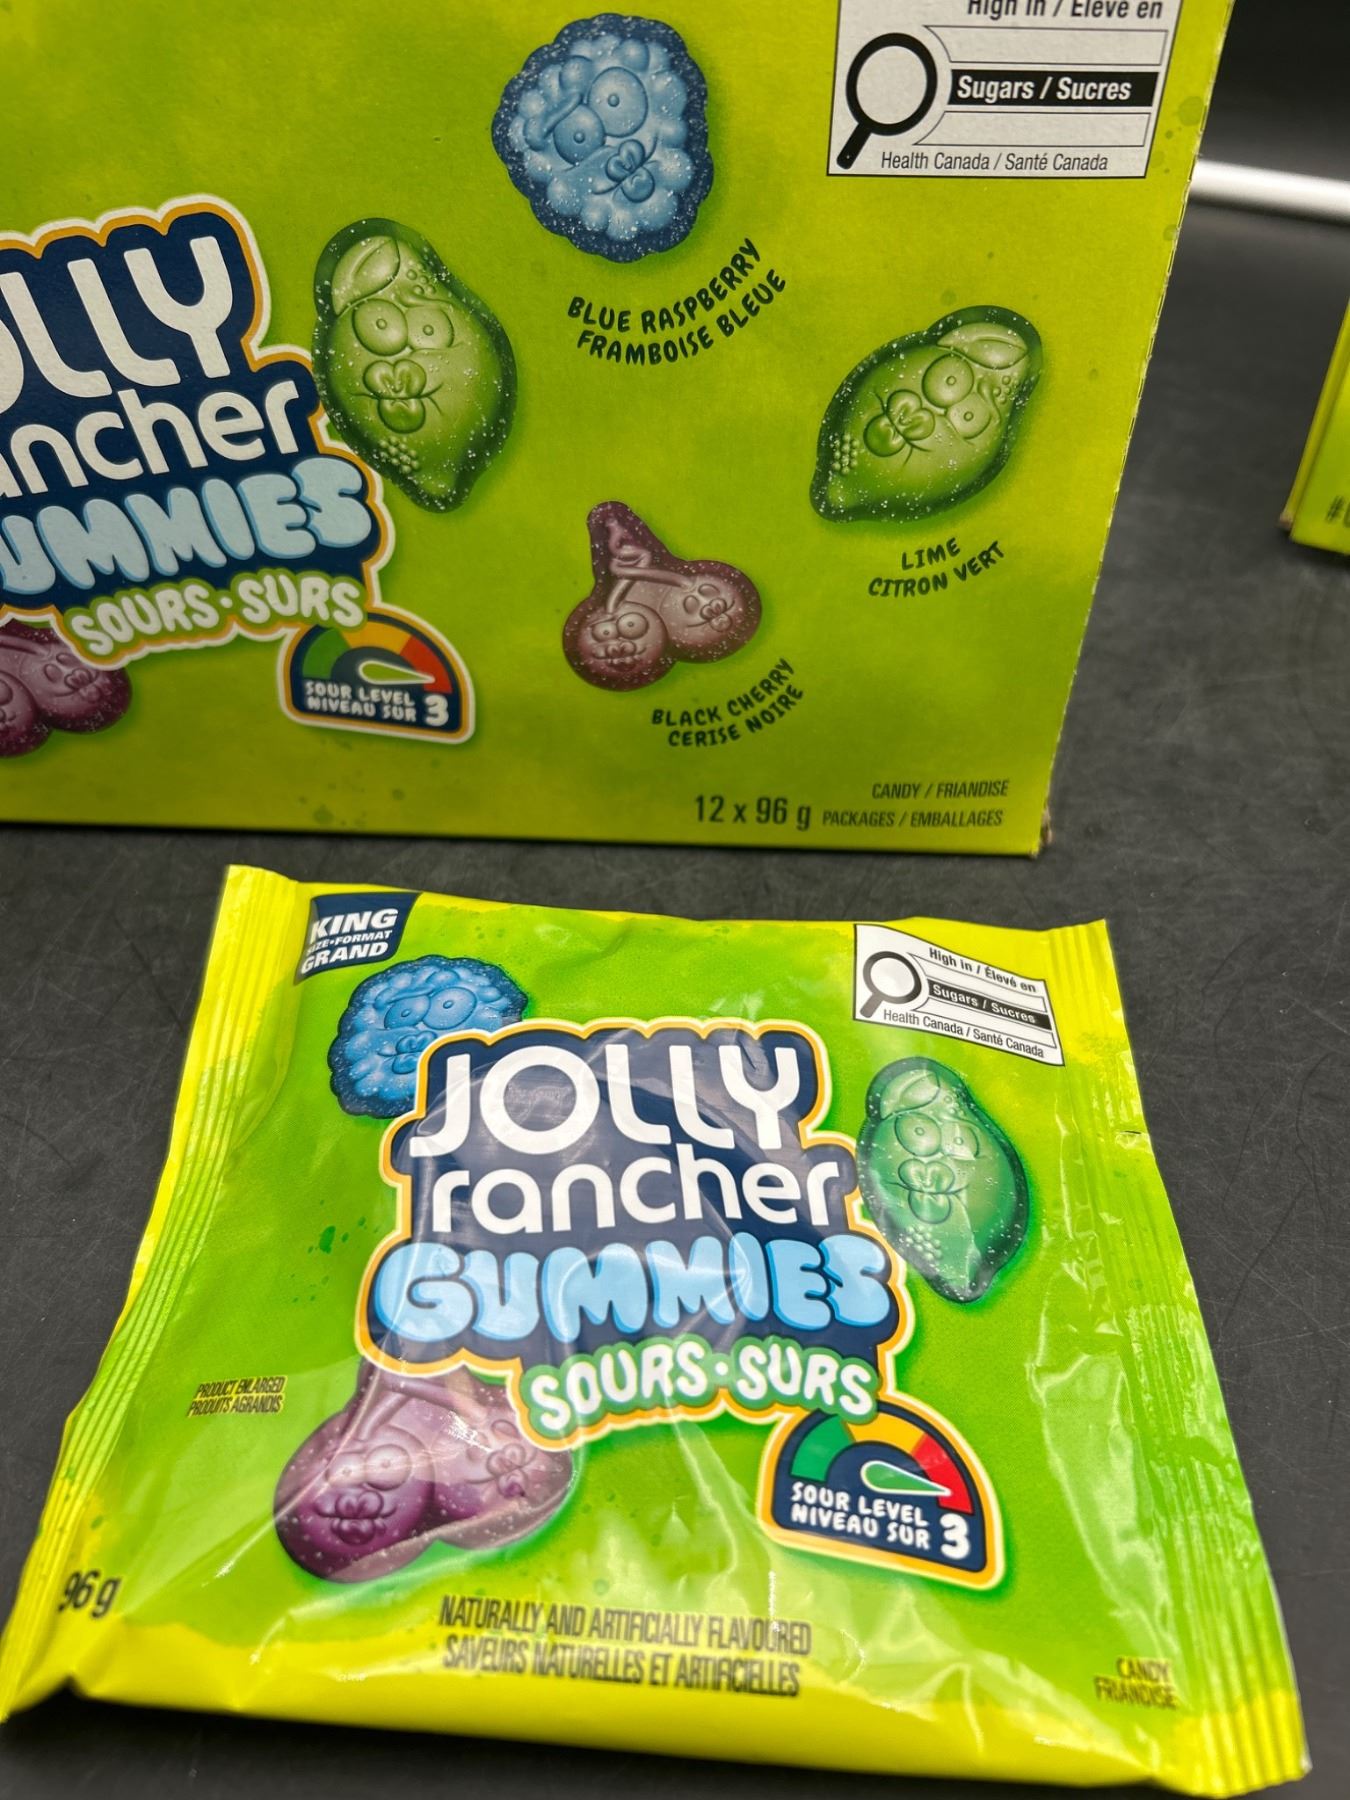 High in / Élevé en
Sugars / Sucres
Health Canada / Santé Canada
BLUE RASPBERRY
FRAMBOISE BLEUE
OLLY
ncher
UMMIES
SOURS•SURS
SOUR LEVEL
NIVEAU SUR 3
LIME
CITRON VERT
BLACK CHERRY
CERISE NOIRE
CANDY / FRIANDISE
12 x 96 g PACKAGES / EMBALLAGES
KING
SIZE•FORMAT
GRAND
High in / Élevé en
Sugars / Sucres
Health Canada / Santé Canada
JOLLY
rancher
GUMMIES
SOURS•SURS
PRODUCT ENLARGED
PRODUITS AGRANDIS
SOUR LEVEL
NIVEAU SUR 3
96 g
NATURALLY AND ARTIFICIALLY FLAVOURED
SAVEURS NATURELLES ET ARTIFICIELLES
CANDY
FRIANDISE